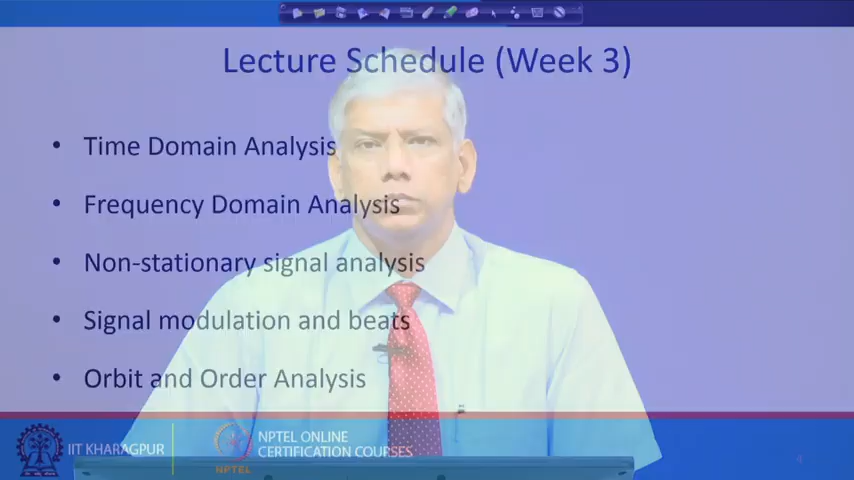 Lecture Schedule (Week 3)
• Time Domain Analysis
• Frequency Domain Analysis
• Non-stationary signal analysis
• Signal modulation and beats
• Orbit and Order Analysis
IIT KHARAGPUR
NPTEL
NPTEL ONLINE
CERTIFICATION COURSES
4